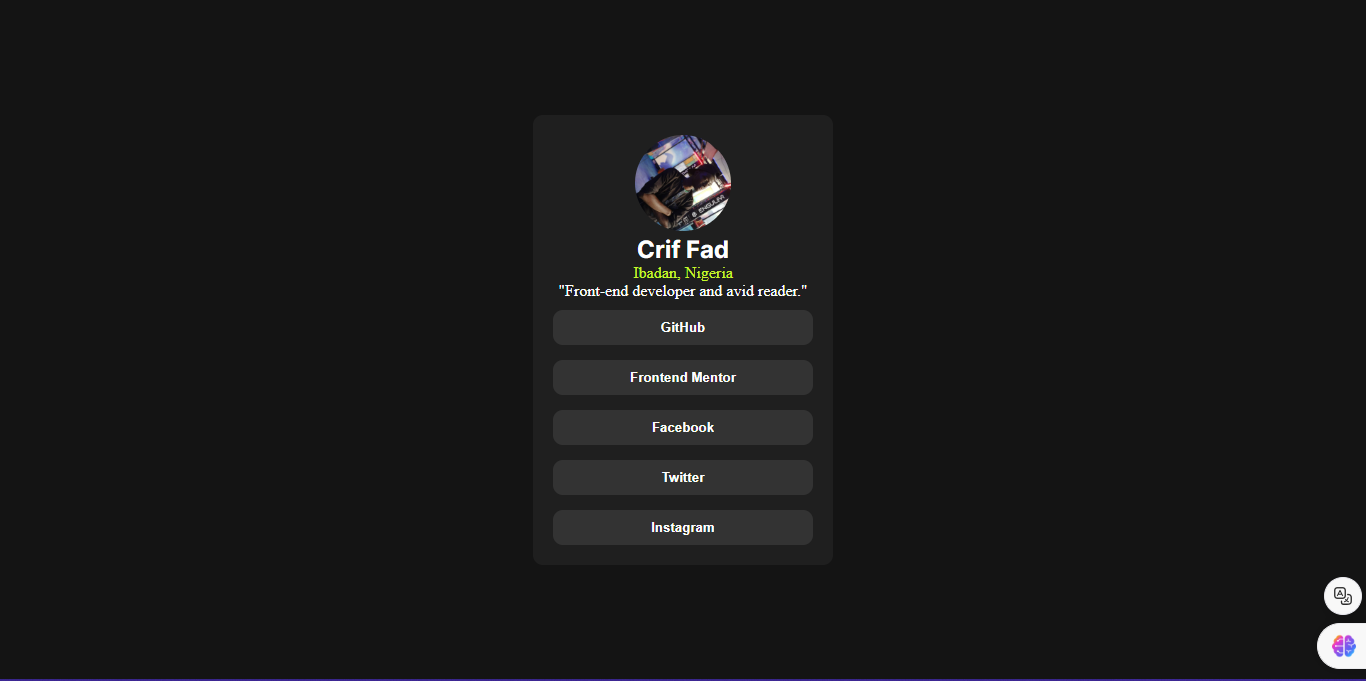 Crif Fad
Ibadan, Nigeria
"Front-end developer and avid reader."
GitHub
Frontend Mentor
Facebook
Twitter
Instagram